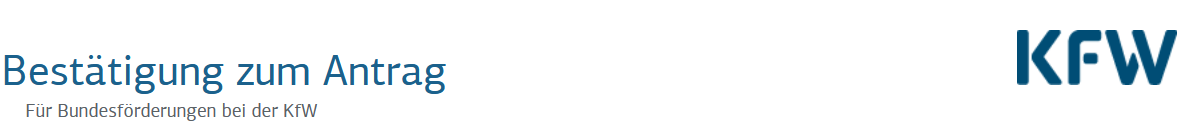 KFW
Bestätigung zum Antrag
Für Bundesförderungen bei der KfW